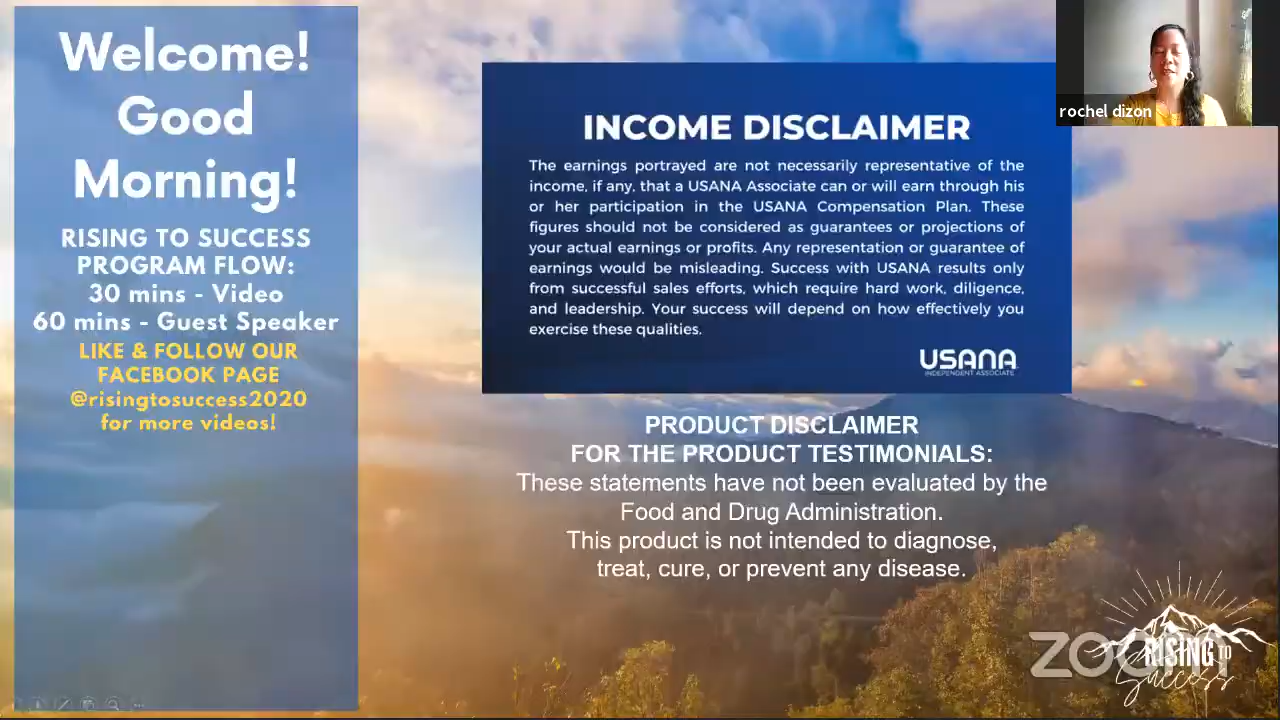 Welcome!
Good
Morning!
RISING TO SUCCESS
PROGRAM FLOW:
30 mins - Video
60 mins - Guest Speaker
LIKE & FOLLOW OUR
FACEBOOK PAGE
@risingtosuccess2020
for more videos!
INCOME DISCLAIMER
The earnings portrayed are not necessarily representative of the
income, if any, that a USANA Associate can or will earn through his
or her participation in the USANA Compensation Plan. These
figures should not be considered as guarantees or projections of
your actual earnings or profits. Any representation or guarantee of
earnings would be misleading. Success with USANA results only
from successful sales efforts, which require hard work, diligence,
and leadership. Your success will depend on how effectively you
exercise these qualities.
USANA
INDEPENDENT ASSOCIATE
PRODUCT DISCLAIMER
FOR THE PRODUCT TESTIMONIALS:
These statements have not been evaluated by the
Food and Drug Administration.
This product is not intended to diagnose,
treat, cure, or prevent any disease.
rochel dizon
zoom
RISING TO
Success